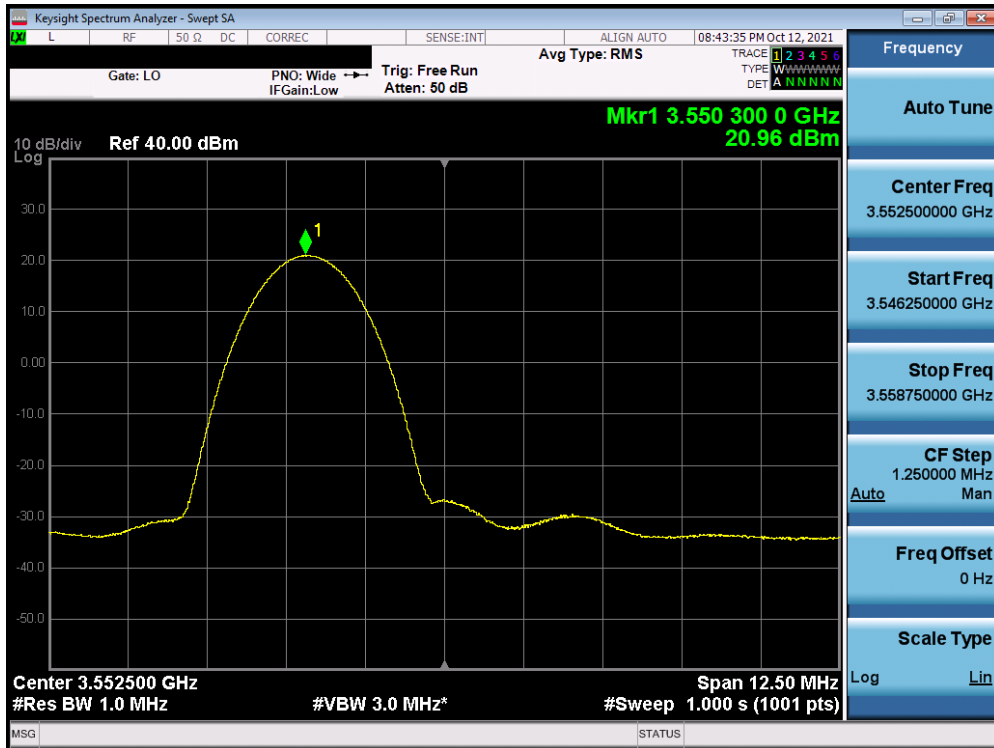 Keysight Spectrum Analyzer - Swept SA
LXI L RF 50 Ω DC CORREC SENSE:INT ALIGN AUTO 08:43:35 PM Oct 12, 2021
Gate: LO
PNO: Wide
IFGain:Low
Trig: Free Run
Atten: 50 dB
Avg Type: RMS
TRACE 1 2 3 4 5 6
TYPE WWWWWW
DET A N N N N N
Mkr1 3.550 300 0 GHz
20.96 dBm
10 dB/div Ref 40.00 dBm
Log
30.0
20.0
10.0
0.00
-10.0
-20.0
-30.0
-40.0
-50.0
1
Center 3.552500 GHz Span 12.50 MHz
#Res BW 1.0 MHz #VBW 3.0 MHz* #Sweep 1.000 s (1001 pts)
MSG STATUS
Frequency
Auto Tune
Center Freq
3.552500000 GHz
Start Freq
3.546250000 GHz
Stop Freq
3.558750000 GHz
CF Step
1.250000 MHz
Auto Man
Freq Offset
0 Hz
Scale Type
Log Lin